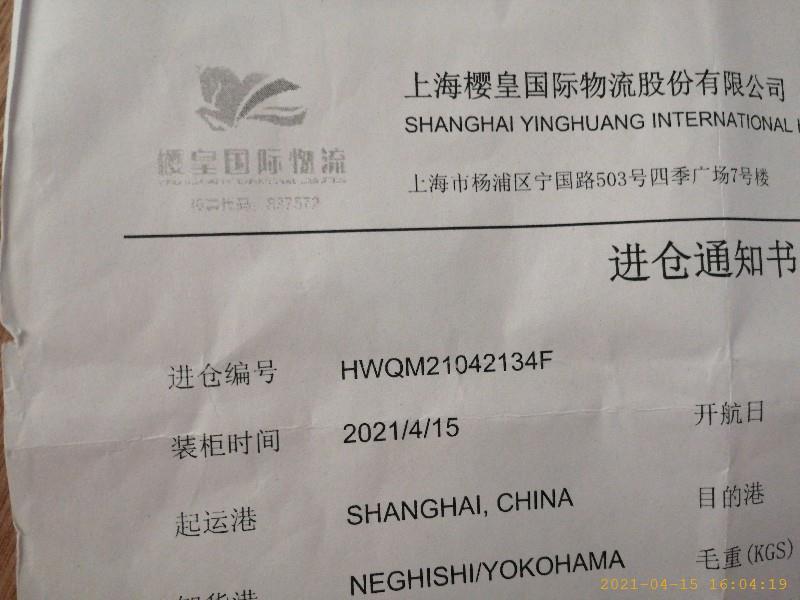 上海樱皇国际物流股份有限公司
SHANGHAI YINGHUANG INTERNATIONAL
樱皇国际物流
上海市杨浦区宁国路503号四季广场7号楼
进仓通知书
进仓编号 HWQM21042134F
装柜时间 2021/4/15 开航日
起运港 SHANGHAI, CHINA 目的港
NEGHISHI/YOKOHAMA 毛重(KGS)
2021-04-15 16:04:19